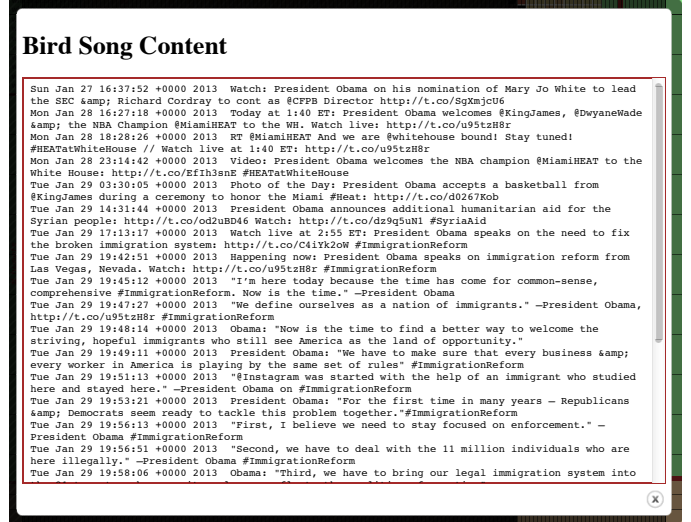 Bird Song Content
Sun Jan 27 16:37:52 +0000 2013  Watch: President Obama on his nomination of Mary Jo White to lead
the SEC &amp; Richard Cordray to cont as @CFPB Director http://t.co/SgXmjcU6
Mon Jan 28 16:27:18 +0000 2013  Today at 1:40 ET: President Obama welcomes @KingJames, @DwyaneWade
&amp; the NBA Champion @MiamiHEAT to the WH. Watch live: http://t.co/u95tzH8r
Mon Jan 28 18:28:26 +0000 2013  RT @MiamiHEAT And we are @whitehouse bound! Stay tuned!
#HEATatWhiteHouse // Watch live at 1:40 ET: http://t.co/u95tzH8r
Mon Jan 28 23:14:42 +0000 2013  Video: President Obama welcomes the NBA champion @MiamiHEAT to the
White House: http://t.co/EfIh3snE #HEATatWhiteHouse
Tue Jan 29 03:30:05 +0000 2013  Photo of the Day: President Obama accepts a basketball from
@KingJames during a ceremony to honor the Miami #Heat: http://t.co/d0267Kob
Tue Jan 29 14:31:44 +0000 2013  President Obama announces additional humanitarian aid for the
Syrian people: http://t.co/od2uBD46 Watch: http://t.co/dz9q5uN1 #SyriaAid
Tue Jan 29 17:13:17 +0000 2013  Watch live at 2:55 ET: President Obama speaks on the need to fix
the broken immigration system: http://t.co/C4iYk2oW #ImmigrationReform
Tue Jan 29 19:42:51 +0000 2013  Happening now: President Obama speaks on immigration reform from
Las Vegas, Nevada. Watch: http://t.co/u95tzH8r #ImmigrationReform
Tue Jan 29 19:45:12 +0000 2013  "I’m here today because the time has come for common-sense,
comprehensive #ImmigrationReform. Now is the time." —President Obama
Tue Jan 29 19:47:27 +0000 2013  "We define ourselves as a nation of immigrants." —President Obama,
http://t.co/u95tzH8r #ImmigrationReform
Tue Jan 29 19:48:14 +0000 2013  Obama: "Now is the time to find a better way to welcome the
striving, hopeful immigrants who still see America as the land of opportunity."
Tue Jan 29 19:49:11 +0000 2013  President Obama: "We have to make sure that every business &amp;
every worker in America is playing by the same set of rules" #ImmigrationReform
Tue Jan 29 19:51:13 +0000 2013  "@Instagram was started with the help of an immigrant who studied
here and stayed here." —President Obama on #ImmigrationReform
Tue Jan 29 19:53:21 +0000 2013  President Obama: "For the first time in many years — Republicans
&amp; Democrats seem ready to tackle this problem together."#ImmigrationReform
Tue Jan 29 19:56:13 +0000 2013  "First, I believe we need to stay focused on enforcement." —
President Obama #ImmigrationReform
Tue Jan 29 19:56:51 +0000 2013  "Second, we have to deal with the 11 million individuals who are
here illegally." —President Obama #ImmigrationReform
Tue Jan 29 19:58:06 +0000 2013  Obama: "Third, we have to bring our legal immigration system into
x